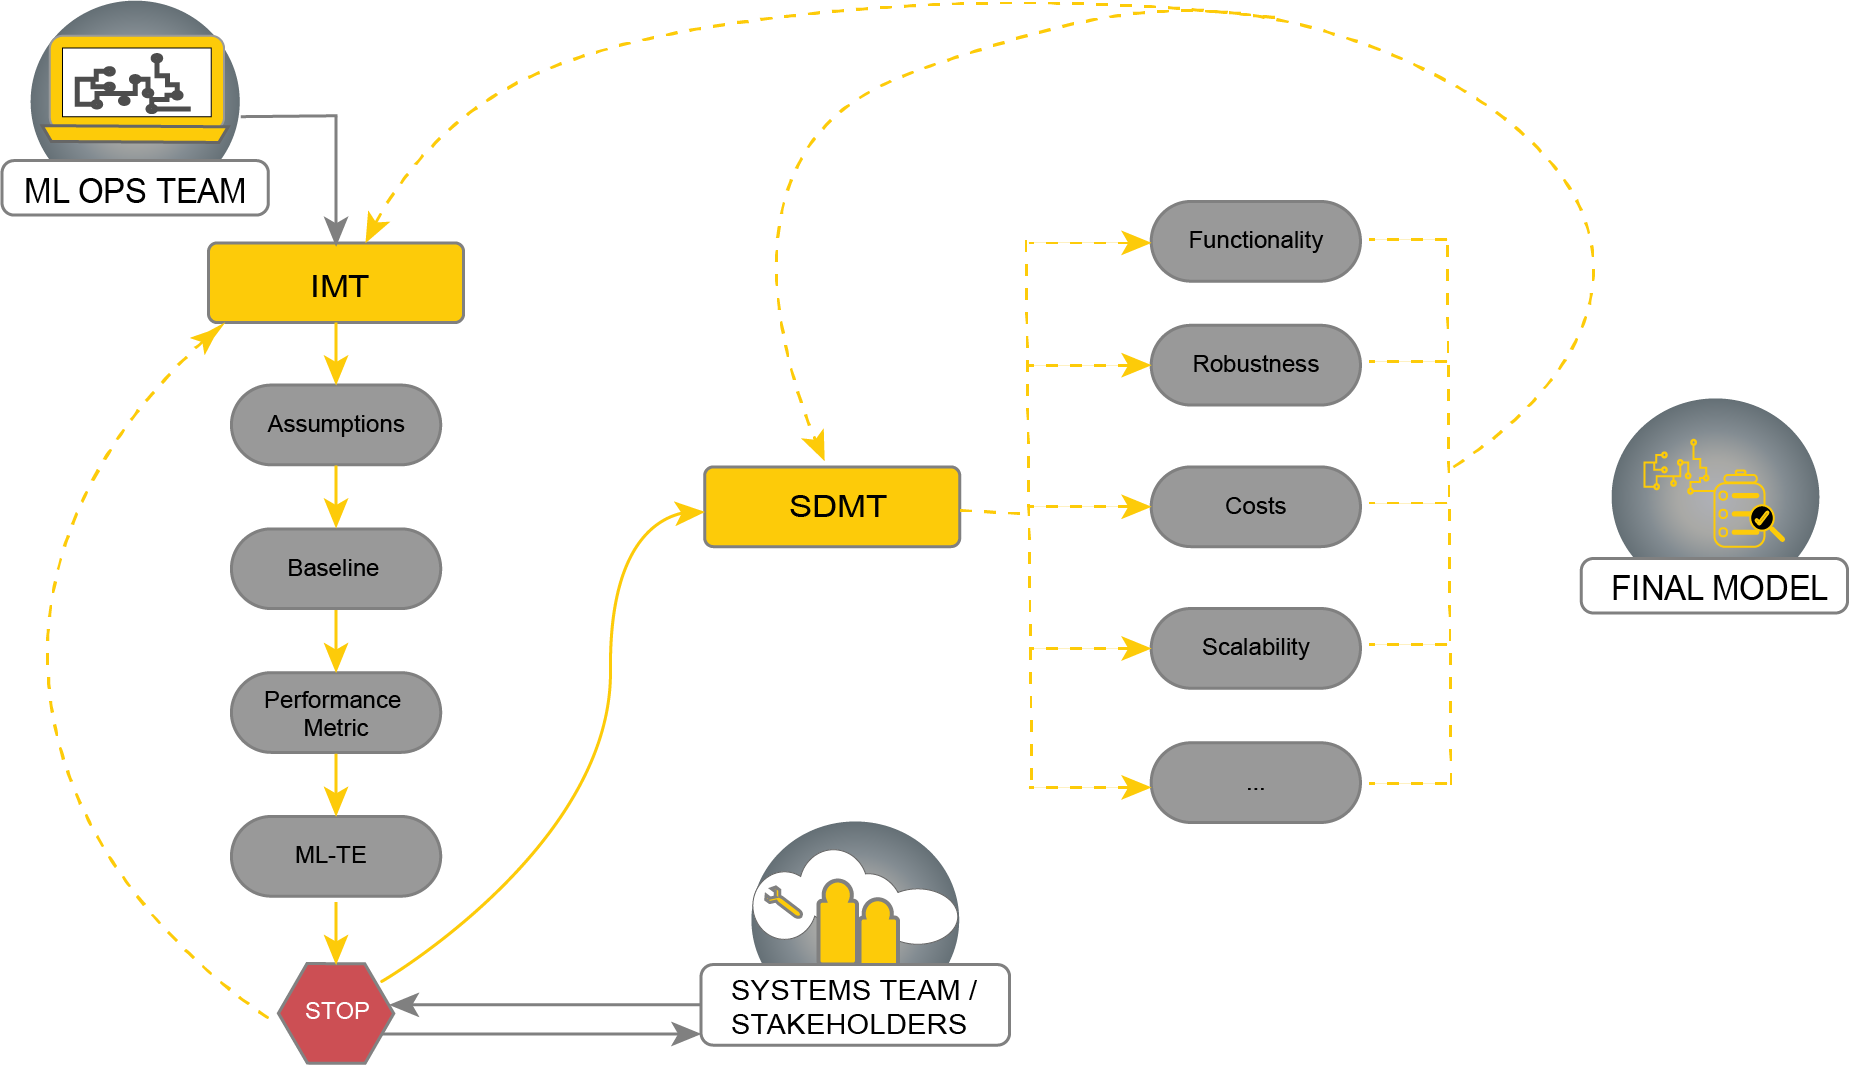 ML OPS TEAM
IMT
Assumptions
Baseline
Performance
Metric
ML-TE
STOP
SDMT
SYSTEMS TEAM /
STAKEHOLDERS
Functionality
Robustness
Costs
Scalability
...
FINAL MODEL